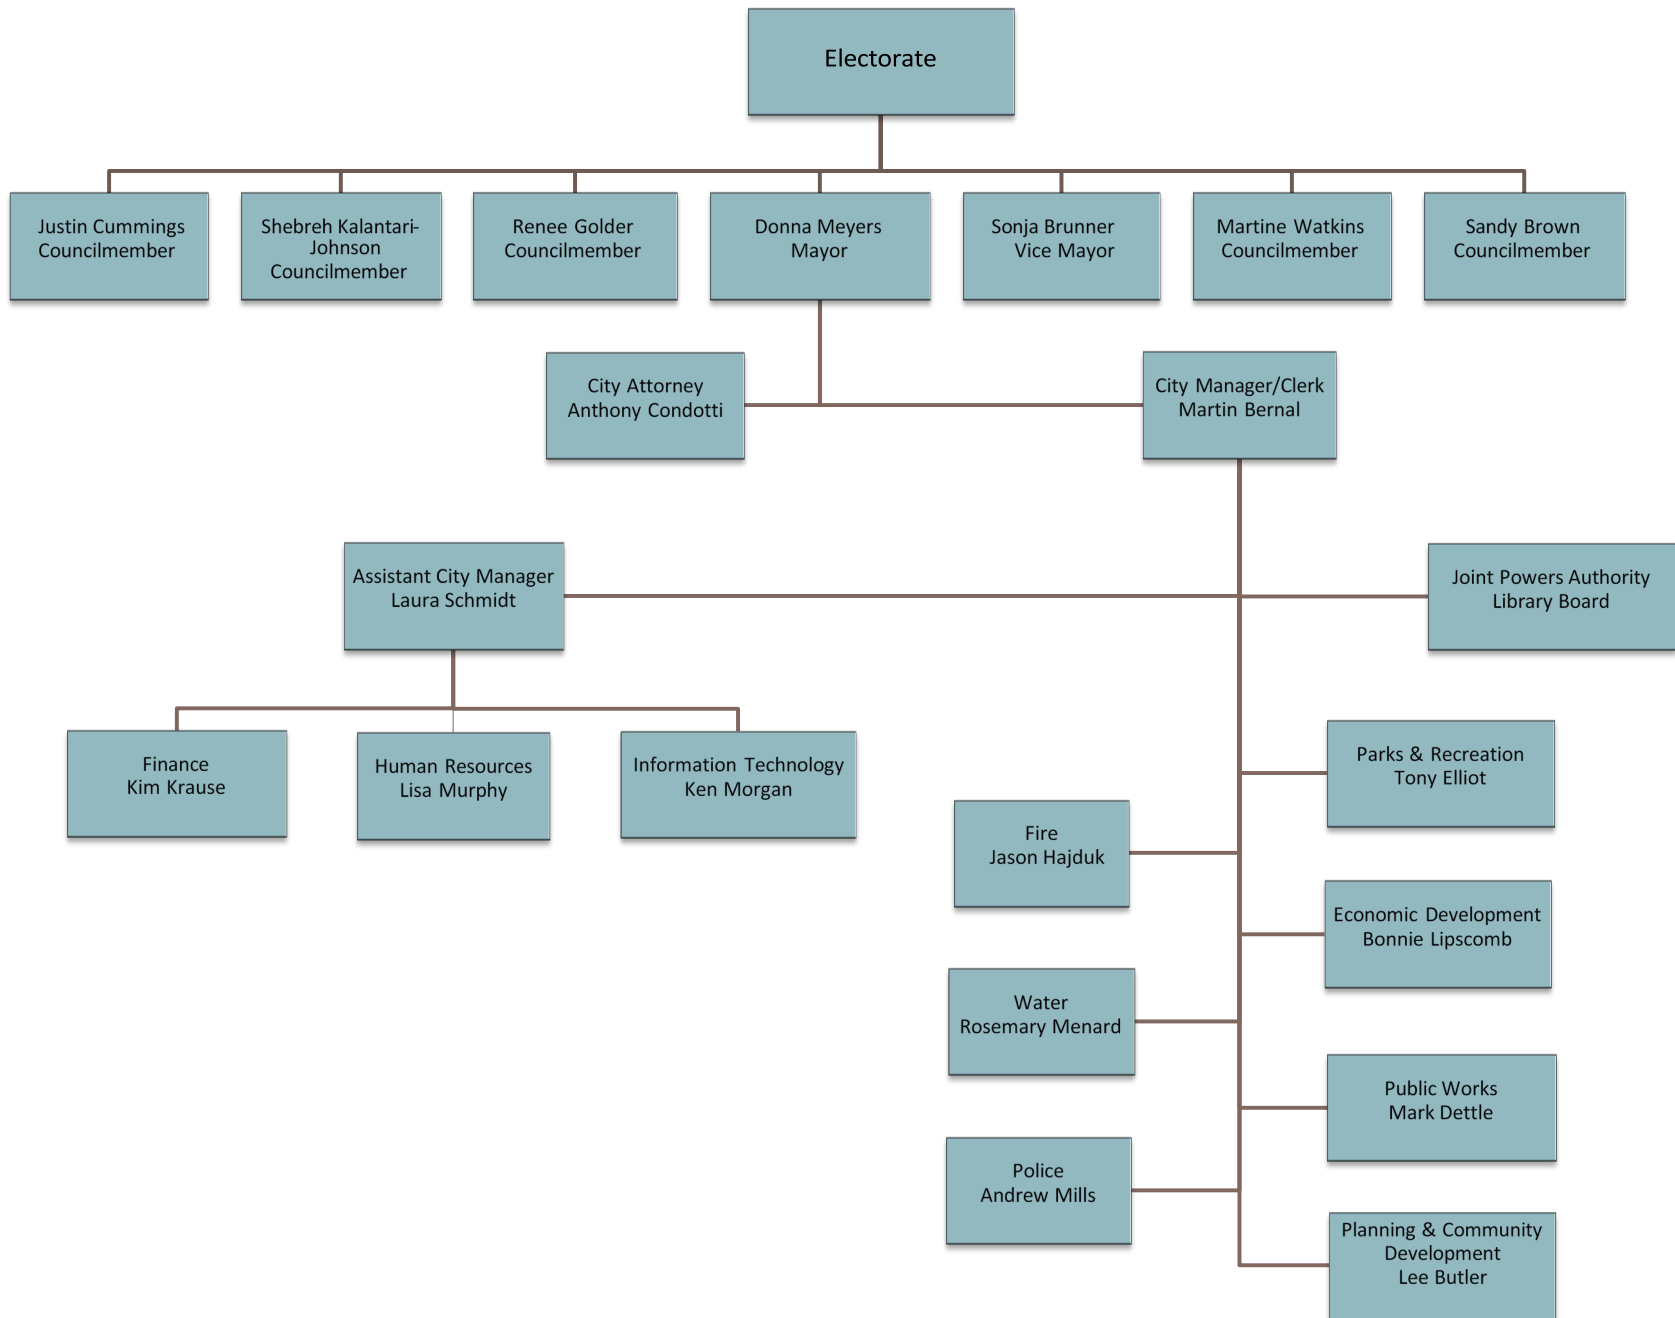 Electorate
Justin Cummings
Councilmember
Shebreh Kalantari-
Johnson
Councilmember
Renee Golder
Councilmember
Donna Meyers
Mayor
Sonja Brunner
Vice Mayor
Martine Watkins
Councilmember
Sandy Brown
Councilmember
City Attorney
Anthony Condotti
City Manager/Clerk
Martin Bernal
Assistant City Manager
Laura Schmidt
Joint Powers Authority
Library Board
Finance
Kim Krause
Human Resources
Lisa Murphy
Information Technology
Ken Morgan
Parks & Recreation
Tony Elliot
Fire
Jason Hajduk
Economic Development
Bonnie Lipscomb
Water
Rosemary Menard
Public Works
Mark Dettle
Police
Andrew Mills
Planning & Community
Development
Lee Butler